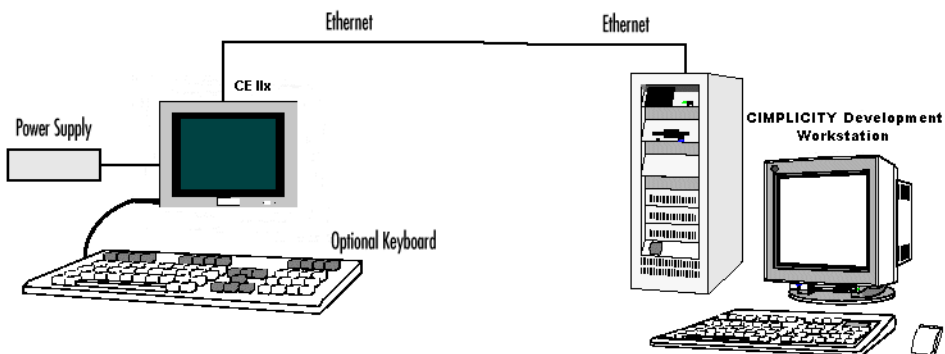 Ethernet
Ethernet
CE IIx
Power Supply
CIMPLICITY Development
Workstation
Optional Keyboard